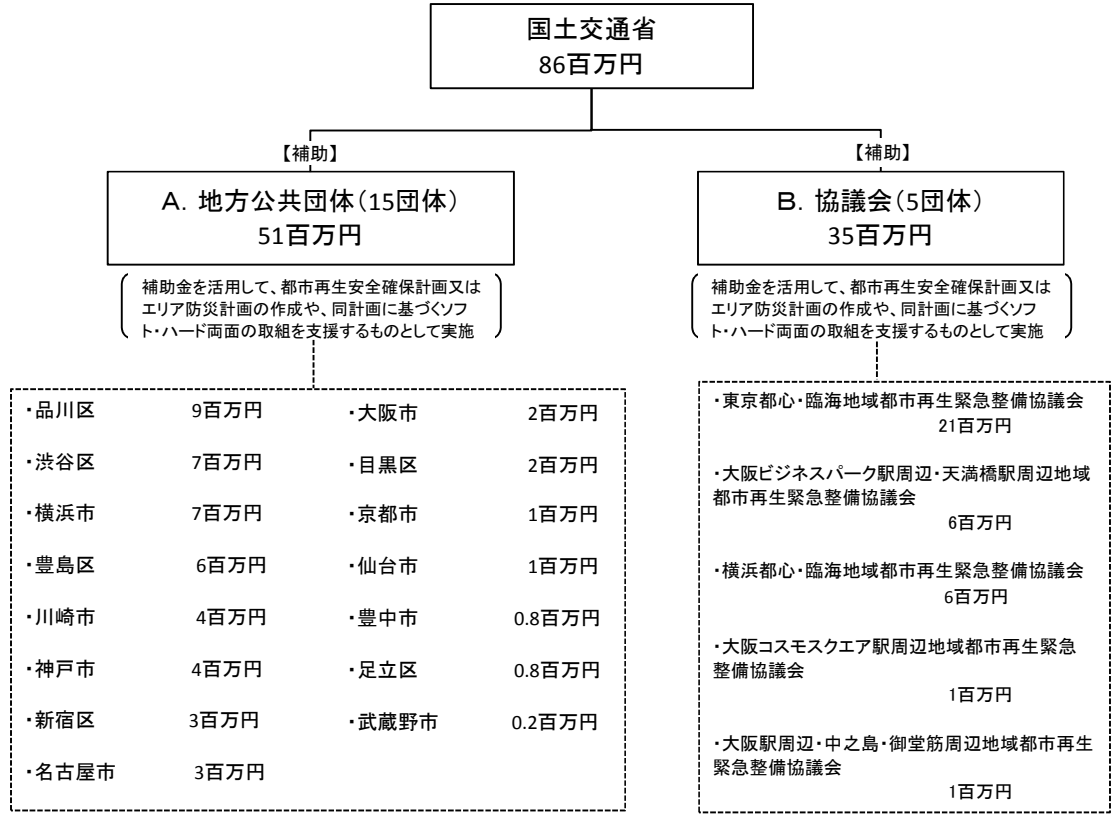 国土交通省
86百万円
【補助】
A. 地方公共団体(15団体)
51百万円
補助金を活用して、都市再生安全確保計画又は
エリア防災計画の作成や、同計画に基づくソフ
ト・ハード両面の取組を支援するものとして実施
・品川区 9百万円
・渋谷区 7百万円
・横浜市 7百万円
・豊島区 6百万円
・川崎市 4百万円
・神戸市 4百万円
・新宿区 3百万円
・名古屋市 3百万円
・大阪市 2百万円
・目黒区 2百万円
・京都市 1百万円
・仙台市 1百万円
・豊中市 0.8百万円
・足立区 0.8百万円
・武蔵野市 0.2百万円
【補助】
B. 協議会(5団体)
35百万円
補助金を活用して、都市再生安全確保計画又は
エリア防災計画の作成や、同計画に基づくソフ
ト・ハード両面の取組を支援するものとして実施
・東京都心・臨海地域都市再生緊急整備協議会
21百万円
・大阪ビジネスパーク駅周辺・天満橋駅周辺地域
都市再生緊急整備協議会
6百万円
・横浜都心・臨海地域都市再生緊急整備協議会
6百万円
・大阪コスモスクエア駅周辺地域都市再生緊急
整備協議会
1百万円
・大阪駅周辺・中之島・御堂筋周辺地域都市再生
緊急整備協議会
1百万円